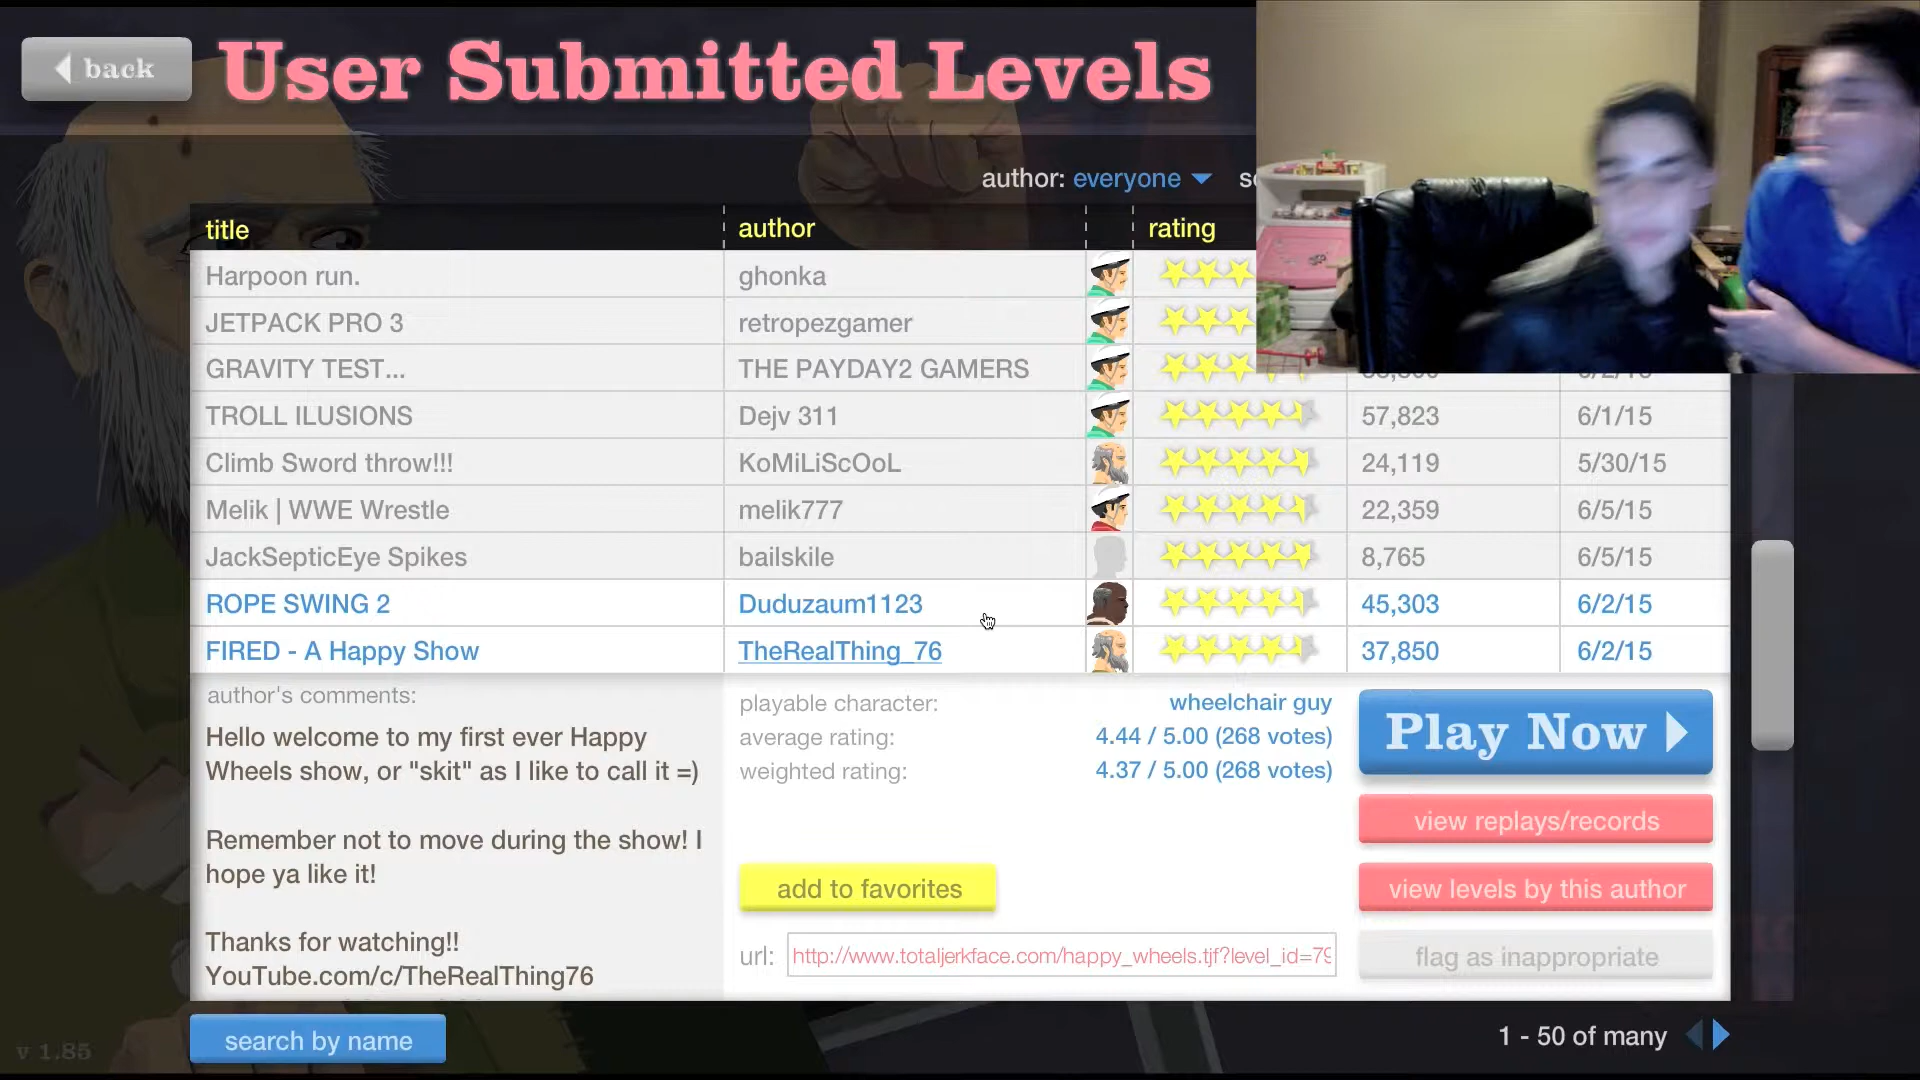 back
User Submitted Levels
author: everyone
title author rating
Harpoon run. ghonka
JETPACK PRO 3 retropezgamer
GRAVITY TEST... THE PAYDAY2 GAMERS
TROLL ILUSIONS Dejv 311 57,823 6/1/15
Climb Sword throw!!! KoMiLiScOoL 24,119 5/30/15
Melik | WWE Wrestle melik777 22,359 6/5/15
JackSepticEye Spikes bailskile 8,765 6/5/15
ROPE SWING 2 Duduzaum1123 45,303 6/2/15
FIRED - A Happy Show TheRealThing_76 37,850 6/2/15
author's comments:
Hello welcome to my first ever Happy
Wheels show, or "skit" as I like to call it =)
Remember not to move during the show! I
hope ya like it!
Thanks for watching!!
YouTube.com/c/TheRealThing76
playable character: wheelchair guy
average rating: 4.44 / 5.00 (268 votes)
weighted rating: 4.37 / 5.00 (268 votes)
add to favorites
url: http://www.totaljerkface.com/happy_wheels.tjf?level_id=79
Play Now
view replays/records
view levels by this author
flag as inappropriate
search by name
1 - 50 of many
v 1.85